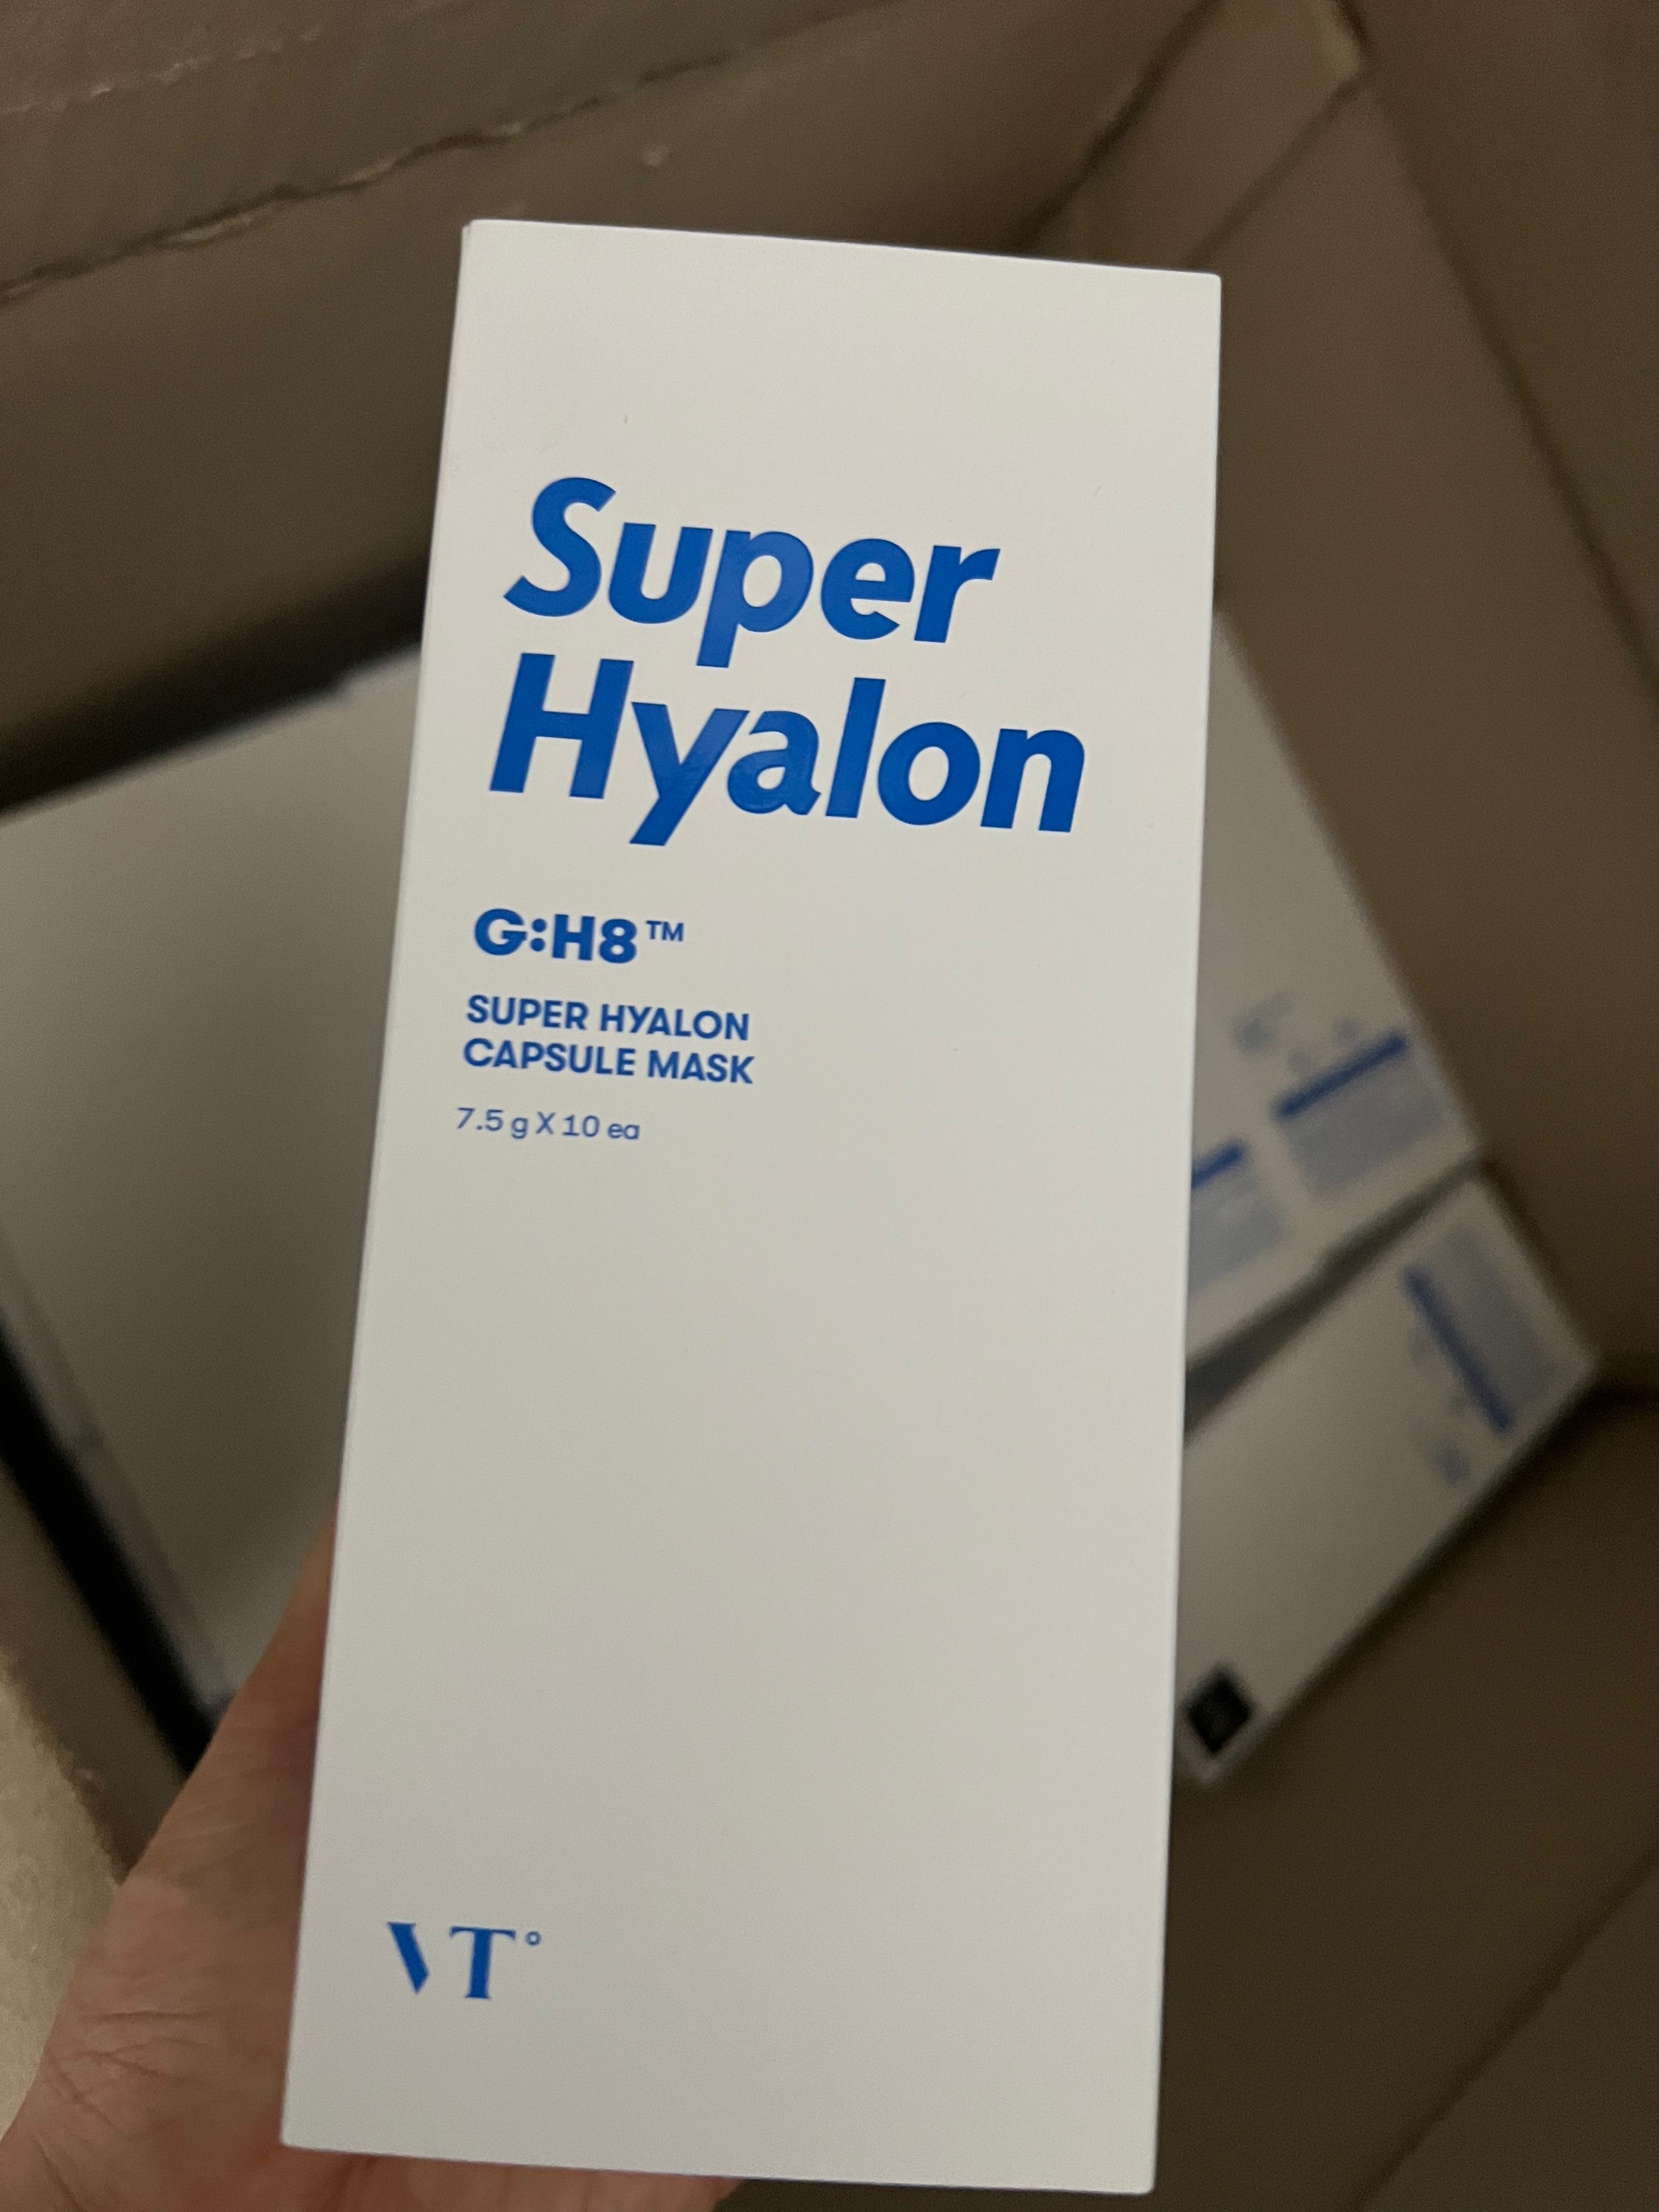 Super
Hyalon
G:H8™
SUPER HYALON
CAPSULE MASK
7.5 g X 10 ea
VT°